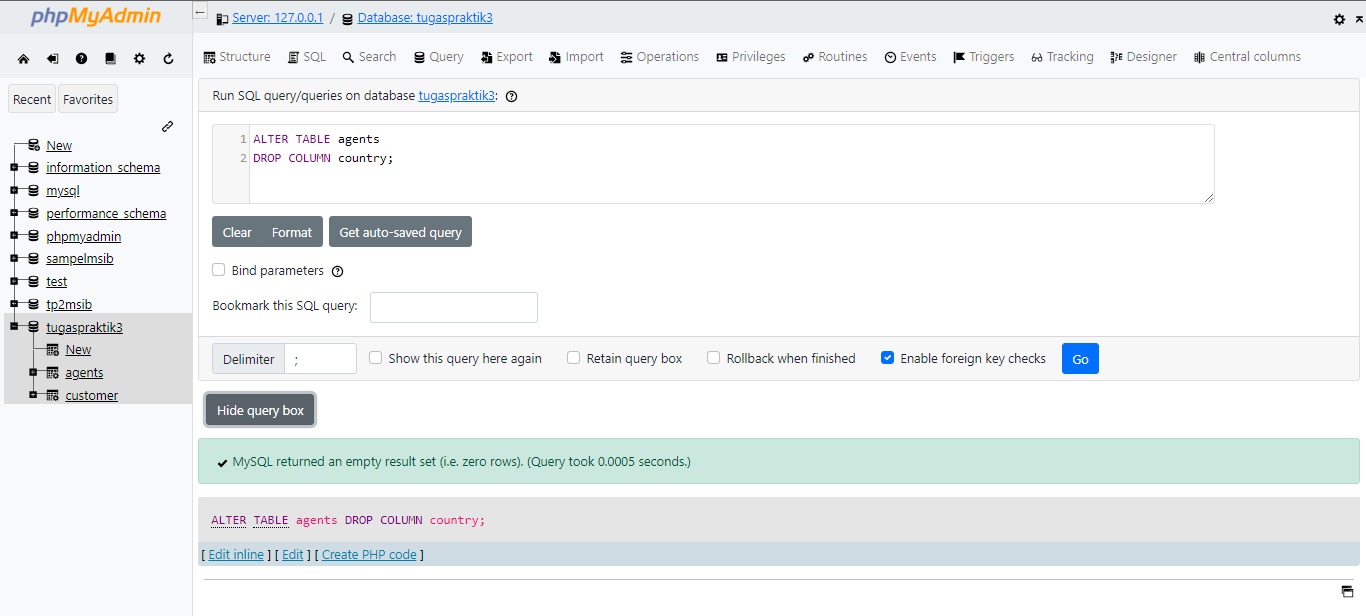 phpMyAdmin
Server: 127.0.0.1 / Database: tugaspraktik3
Structure SQL Search Query Export Import Operations Privileges Routines Events Triggers Tracking Designer Central columns
Recent Favorites
New
information_schema
mysql
performance_schema
phpmyadmin
sampelmsib
test
tp2msib
tugaspraktik3
New
agents
customer
Run SQL query/queries on database tugaspraktik3:
1 ALTER TABLE agents
2 DROP COLUMN country;
Clear Format Get auto-saved query
Bind parameters
Bookmark this SQL query:
Delimiter ; Show this query here again Retain query box Rollback when finished Enable foreign key checks Go
Hide query box
MySQL returned an empty result set (i.e. zero rows). (Query took 0.0005 seconds.)
ALTER TABLE agents DROP COLUMN country;
[ Edit inline ] [ Edit ] [ Create PHP code ]